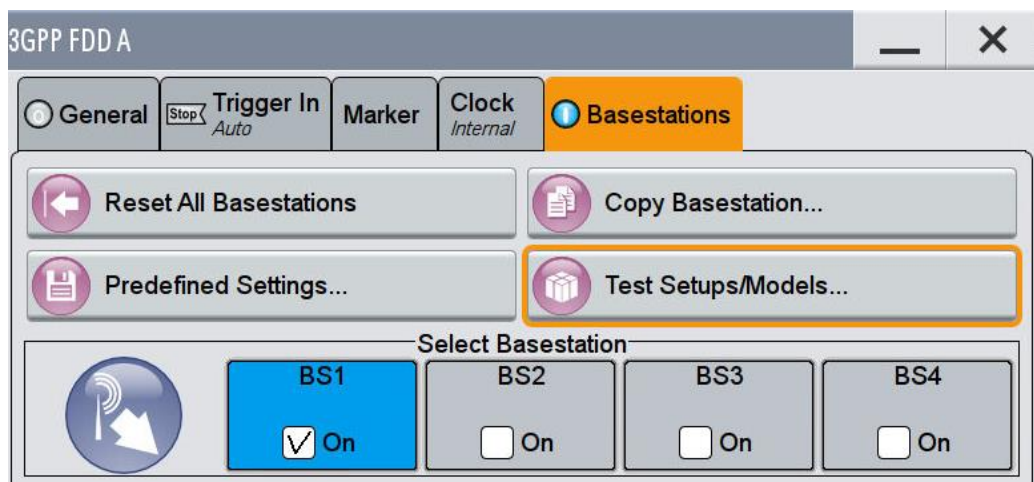 3GPP FDD A
General
Stop
Trigger In
Auto
Marker
Clock
Internal
Basestations
Reset All Basestations
Copy Basestation...
Predefined Settings...
Test Setups/Models...
Select Basestation
BS1 BS2 BS3 BS4
On On On On